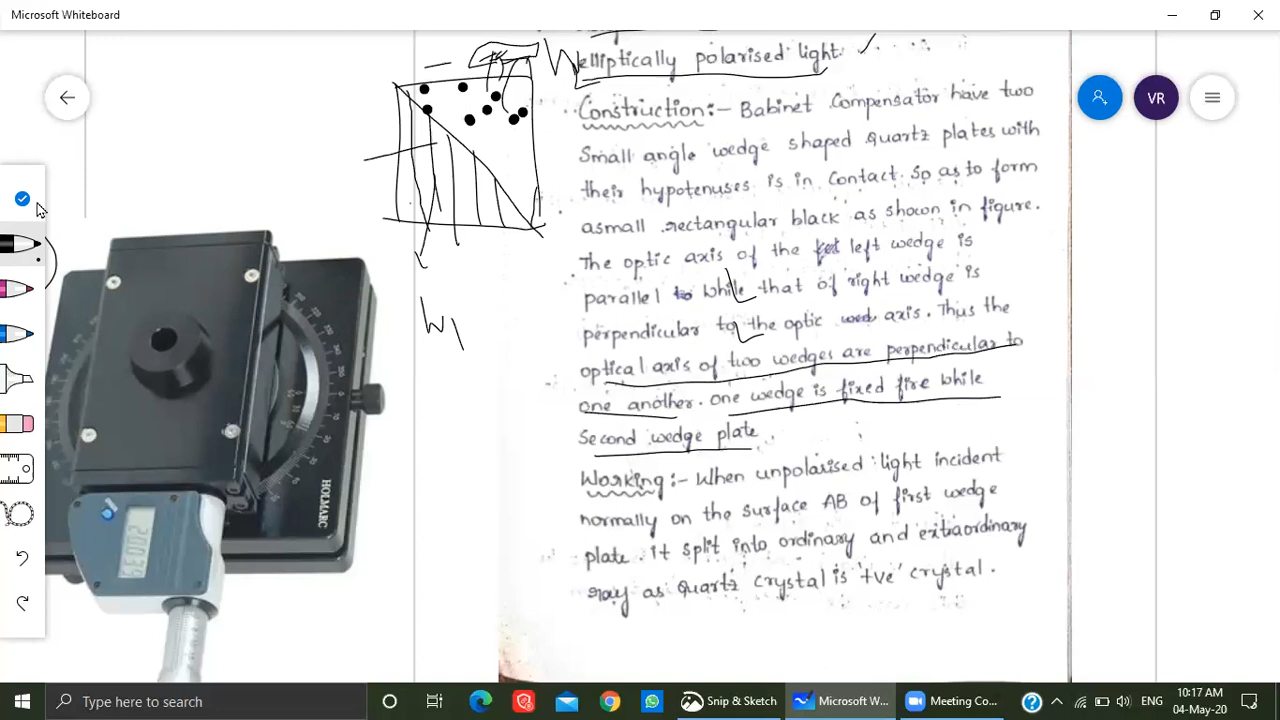 Microsoft Whiteboard
elliptically polarised light.
Construction:- Babinet Compensator have two
Small angle wedge shaped quartz plates with
their hypotenuses is in Contact. So as to form
asmall rectangular black as shown in figure.
The optic axis of the left wedge is
parallel to while that of right wedge is
perpendicular to the optic axis. Thus the
optical axis of two wedges are perpendicular to
one another. One wedge is fixed fire while
Second wedge plate
Working:- When unpolarised light incident
normally on the surface AB of first wedge
plate. it split into ordinary and extraordinary
ray as quartz crystal is '+ve' crystal.
W1
VR
HOLMARC
Type here to search
Snip & Sketch
Microsoft W...
Meeting Co...
ENG
10:17 AM
04-May-20